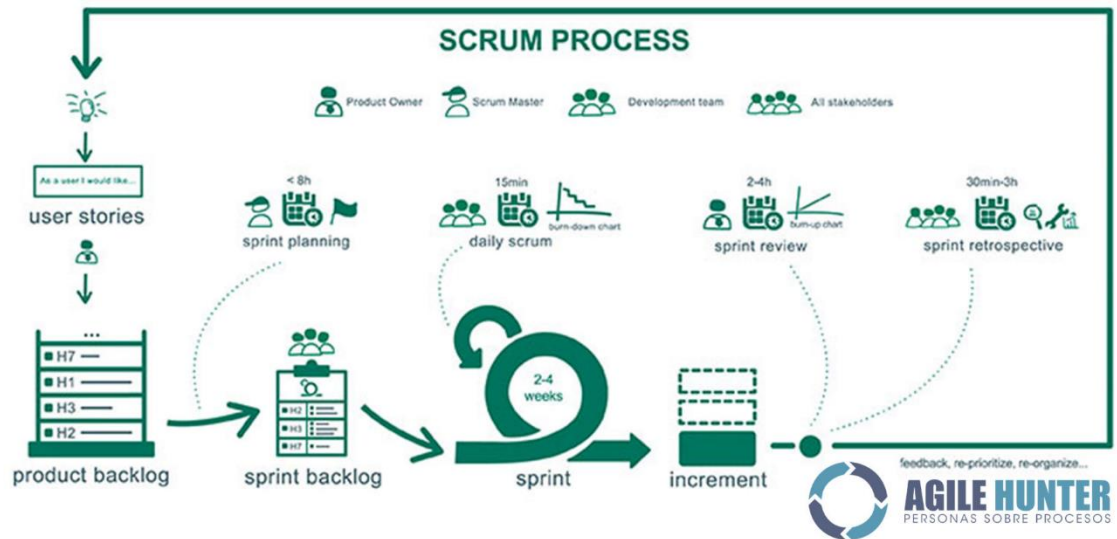 SCRUM PROCESS
Product Owner
Scrum Master
Development team
All stakeholders
As a user I would like...
user stories
< 8h
sprint planning
15min
burn-down chart
daily scrum
2-4h
burn-up chart
sprint review
30min-3h
sprint retrospective
...
H7
H1
H3
H2
product backlog
H2
H3
H7
sprint backlog
2-4
weeks
sprint
increment
feedback, re-prioritize, re-organize...
AGILE HUNTER
PERSONAS SOBRE PROCESOS